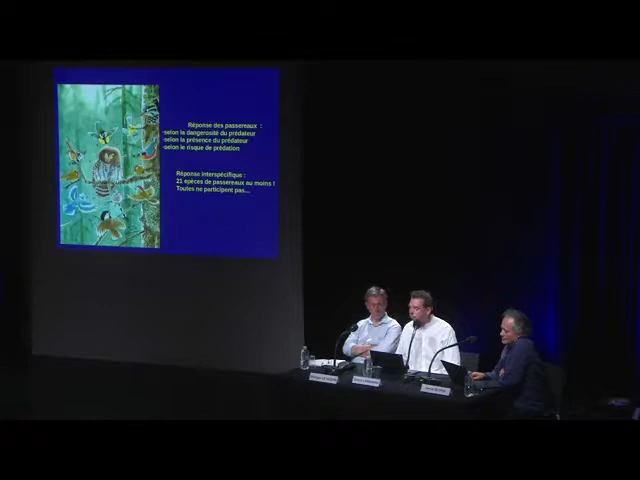 Réponse des passereaux :
-selon la dangerosité du prédateur
-selon la présence du prédateur
-selon le risque de prédation
Réponse interspécifique :
21 epèces de passereaux au moins !
Toutes ne participent pas...